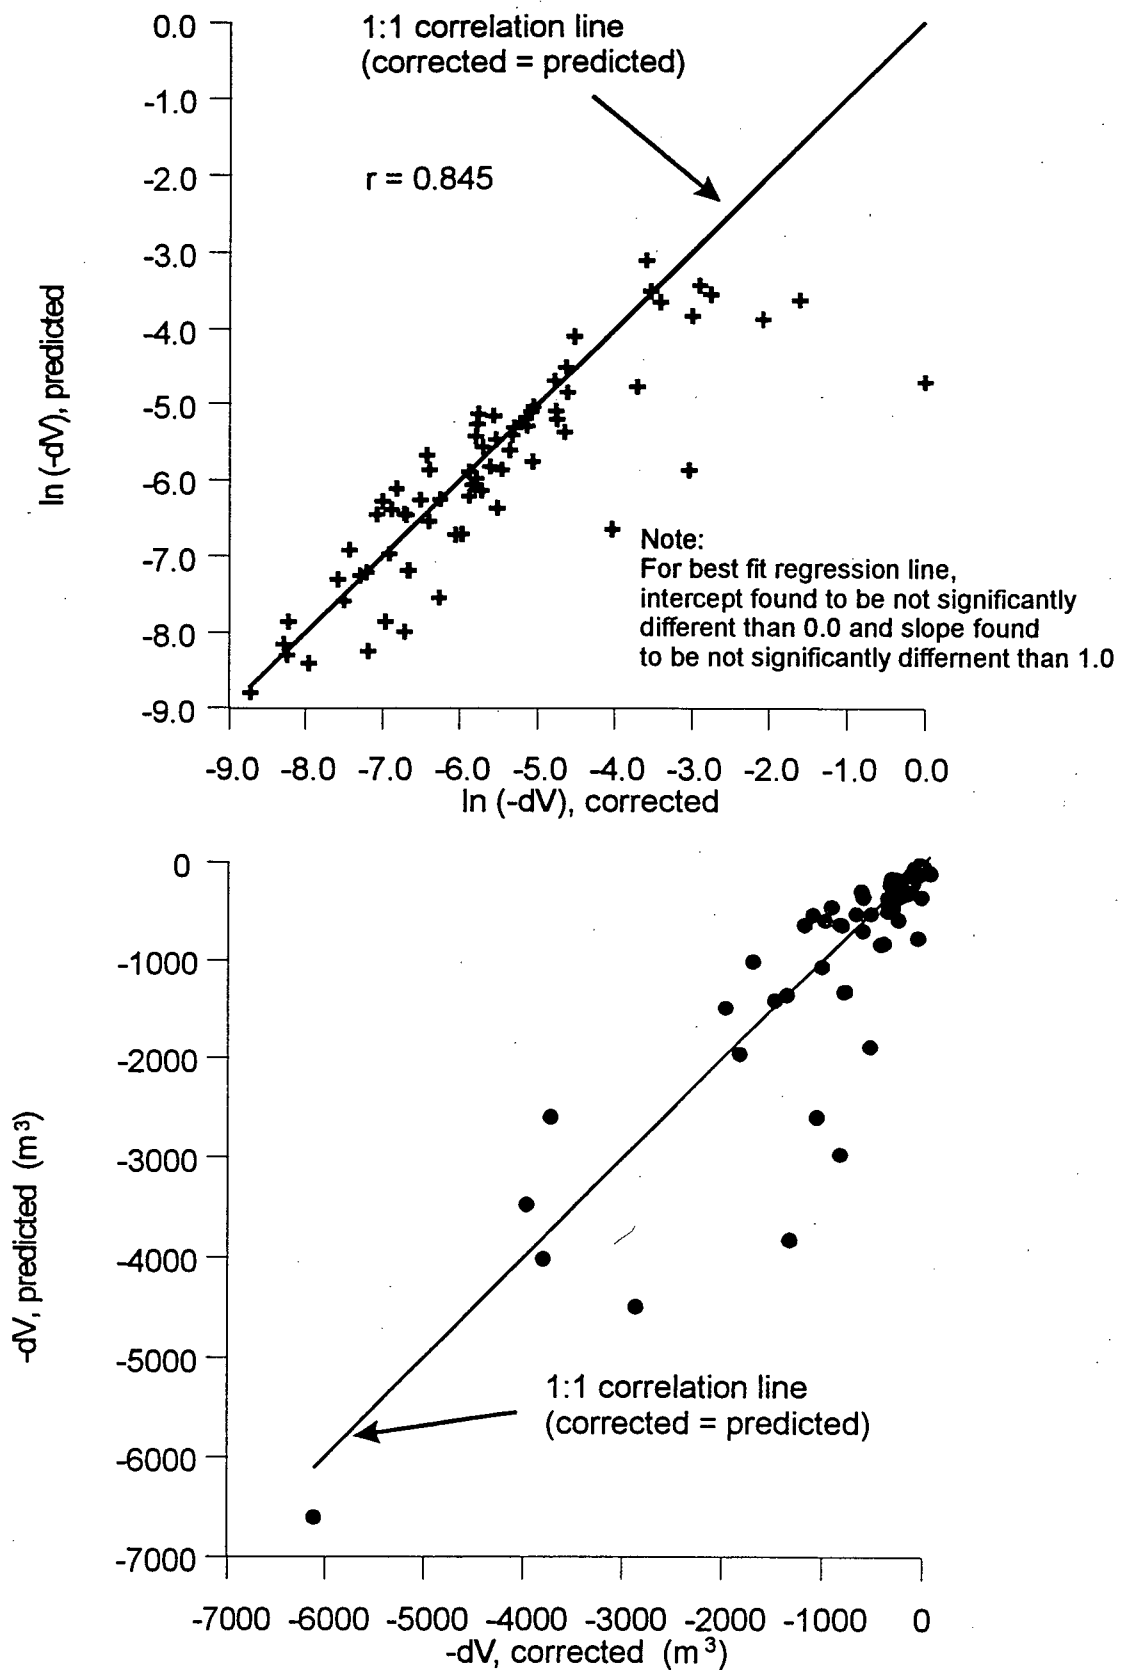 1:1 correlation line
(corrected = predicted)
r = 0.845
0.0
-1.0
-2.0
-3.0
-4.0
-5.0
-6.0
-7.0
-8.0
-9.0
ln (-dV), predicted
Note:
For best fit regression line,
intercept found to be not significantly
different than 0.0 and slope found
to be not significantly differnent than 1.0
-9.0 -8.0 -7.0 -6.0 -5.0 -4.0 -3.0 -2.0 -1.0 0.0
ln (-dV), corrected
0
-1000
-2000
-3000
-4000
-5000
-6000
-7000
-dV, predicted (m³)
1:1 correlation line
(corrected = predicted)
-7000 -6000 -5000 -4000 -3000 -2000 -1000 0
-dV, corrected (m³)